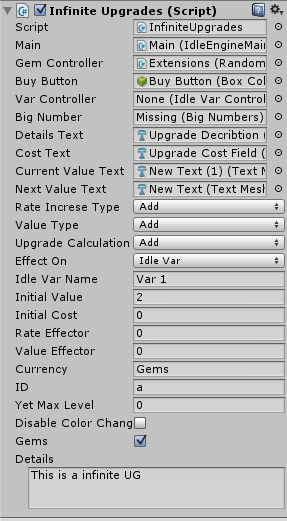 Infinite Upgrades (Script)
Script InfiniteUpgrades
Main Main (IdleEngineMai
Gem Controller Extensions (Random
Buy Button Buy Button (Box Col
Var Controller None (Idle Var Control
Big Number Missing (Big Numbers)
Details Text Upgrade Decribtion (
Cost Text Upgrade Cost Field (
Current Value Text New Text (1) (Text M
Next Value Text New Text (Text Mesh
Rate Increse Type Add
Value Type Add
Upgrade Calculation Add
Effect On Idle Var
Idle Var Name Var 1
Initial Value 2
Initial Cost 0
Rate Effector 0
Value Effector 0
Currency Gems
ID a
Yet Max Level 0
Disable Color Chang
Gems
Details
This is a infinite UG